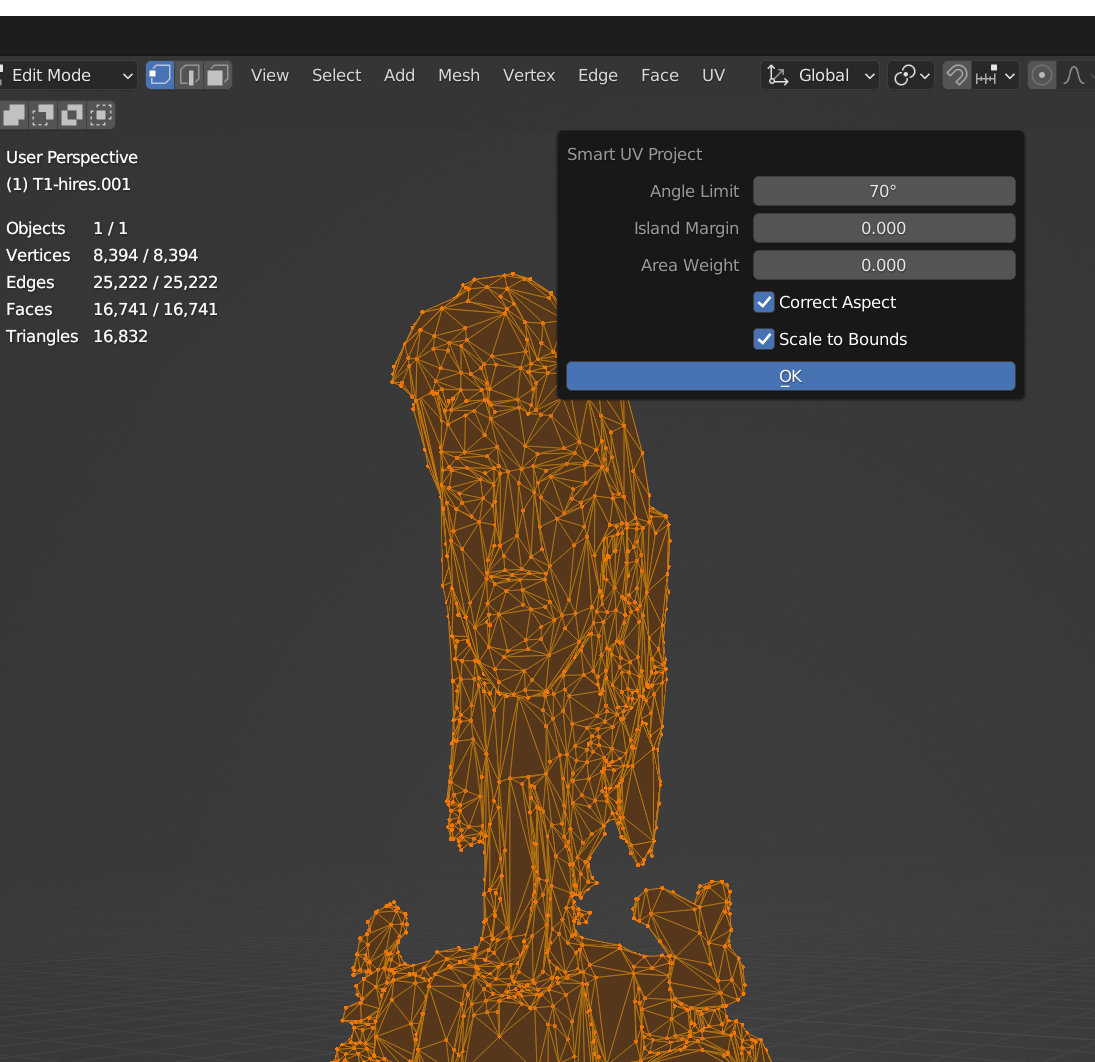 Edit Mode View Select Add Mesh Vertex Edge Face UV Global
User Perspective
(1) T1-hires.001
Objects 1 / 1
Vertices 8,394 / 8,394
Edges 25,222 / 25,222
Faces 16,741 / 16,741
Triangles 16,832
Smart UV Project
Angle Limit 70°
Island Margin 0.000
Area Weight 0.000
Correct Aspect
Scale to Bounds
OK